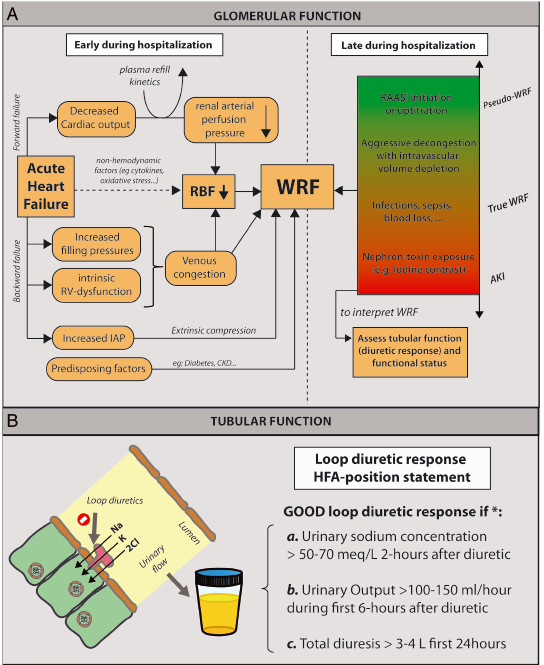 A
GLOMERULAR FUNCTION
Early during hospitalization
Late during hospitalization
plasma refill
kinetics
Forward failure
Decreased
Cardiac output
renal arterial
perfusion
pressure
Acute
Heart
Failure
non-hemodynamic
factors (eg cytokines,
oxidative stress...)
RBF
WRF
Backward failure
Increased
filling pressures
intrinsic
RV-dysfunction
Venous
congestion
Increased IAP
Extrinsic compression
Predisposing factors
eg; Diabetes, CKD...
RAASi initiation
or uptitration
Aggressive decongestion
with intravascular
volume depletion
Infections, sepsis,
blood loss, ...
Nephron toxin exposure
(e.g. iodine contrast)
Pseudo-WRF
True WRF
AKI
to interpret WRF
Assess tubular function
(diuretic response) and
functional status
B
TUBULAR FUNCTION
Loop diuretics
Na
K
2Cl
Lumen
Urinary
flow
Loop diuretic response
HFA-position statement
GOOD loop diuretic response if *:
a. Urinary sodium concentration
> 50-70 meq/L 2-hours after diuretic
b. Urinary Output >100-150 ml/hour
during first 6-hours after diuretic
c. Total diuresis > 3-4 L first 24hours